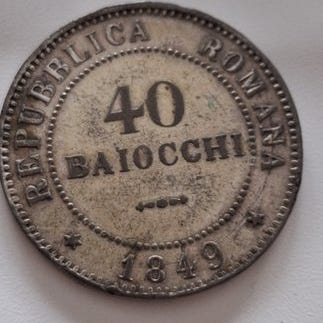 REPUBBLICA ROMANA
40
BAIOCCHI
1849